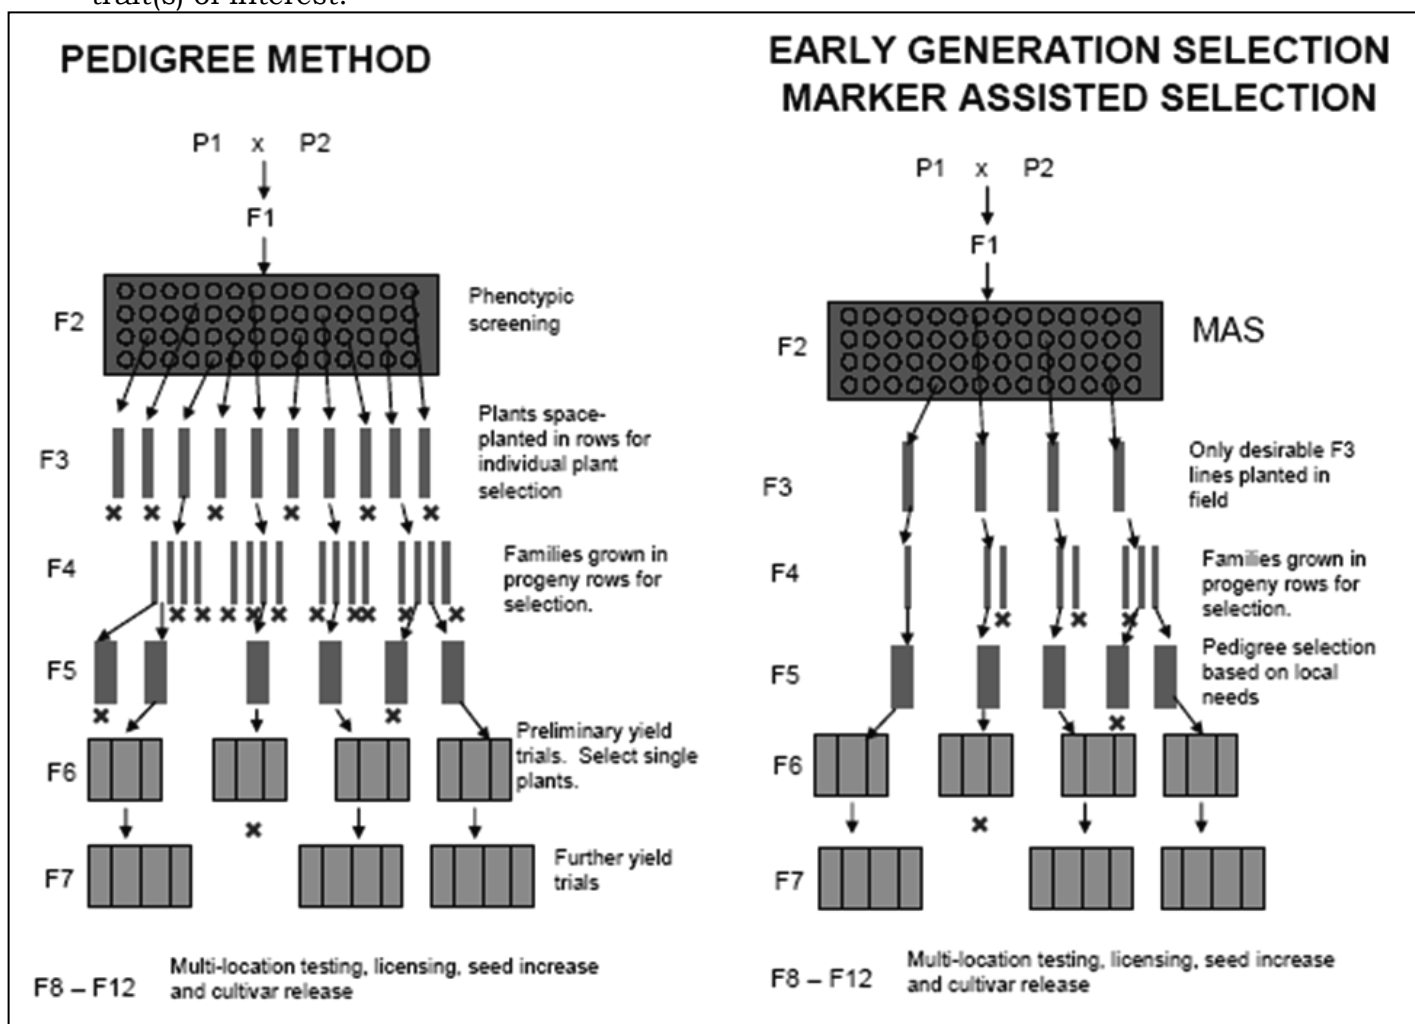 trait(s) of interest.
PEDIGREE METHOD
P1 x P2
F1
F2
Phenotypic
screening
F3
Plants space-
planted in rows for
individual plant
selection
F4
Families grown in
progeny rows for
selection.
F5
F6
Preliminary yield
trials. Select single
plants.
F7
Further yield
trials
F8 – F12
Multi-location testing, licensing, seed increase
and cultivar release
EARLY GENERATION SELECTION
MARKER ASSISTED SELECTION
P1 x P2
F1
F2
MAS
F3
Only desirable F3
lines planted in
field
F4
Families grown in
progeny rows for
selection.
F5
Pedigree selection
based on local
needs
F6
F7
F8 – F12
Multi-location testing, licensing, seed increase
and cultivar release